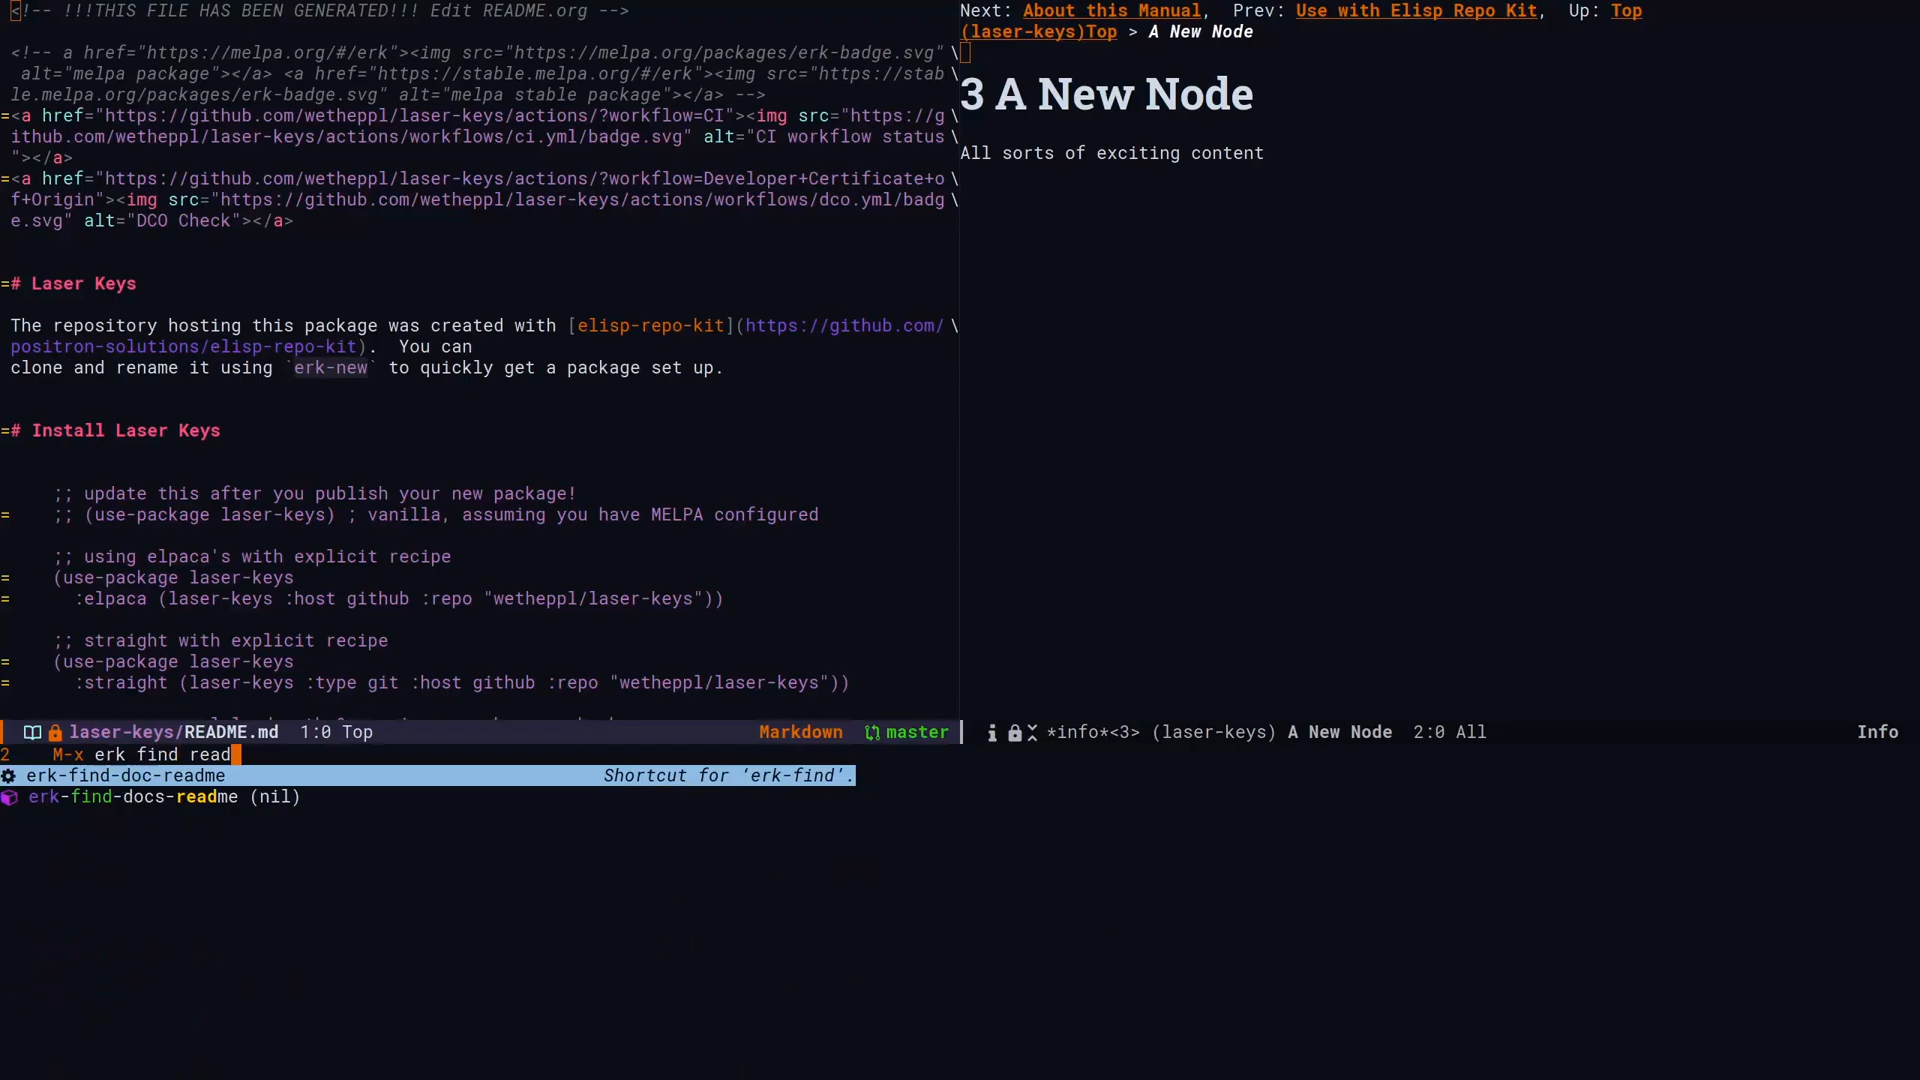 <!-- !!!THIS FILE HAS BEEN GENERATED!!! Edit README.org -->
<!-- a href="https://melpa.org/#/erk"><img src="https://melpa.org/packages/erk-badge.svg" \
 alt="melpa package"></a> <a href="https://stable.melpa.org/#/erk"><img src="https://stab \
le.melpa.org/packages/erk-badge.svg" alt="melpa stable package"></a> -->
=<a href="https://github.com/wetheppl/laser-keys/actions/?workflow=CI"><img src="https://g \
ithub.com/wetheppl/laser-keys/actions/workflows/ci.yml/badge.svg" alt="CI workflow status \
"></a>
=<a href="https://github.com/wetheppl/laser-keys/actions/?workflow=Developer+Certificate+o \
f+Origin"><img src="https://github.com/wetheppl/laser-keys/actions/workflows/dco.yml/badg \
e.svg" alt="DCO Check"></a>
=# Laser Keys
The repository hosting this package was created with [elisp-repo-kit](https://github.com/ \
positron-solutions/elisp-repo-kit).  You can
clone and rename it using `erk-new` to quickly get a package set up.
=# Install Laser Keys
;; update this after you publish your new package!
= ;; (use-package laser-keys) ; vanilla, assuming you have MELPA configured
;; using elpaca's with explicit recipe
= (use-package laser-keys
= :elpaca (laser-keys :host github :repo "wetheppl/laser-keys"))
;; straight with explicit recipe
= (use-package laser-keys
= :straight (laser-keys :type git :host github :repo "wetheppl/laser-keys"))
laser-keys/README.md 1:0 Top Markdown master
2 M-x erk find read
erk-find-doc-readme Shortcut for ‘erk-find’.
erk-find-docs-readme (nil)
Next: About this Manual,  Prev: Use with Elisp Repo Kit,  Up: Top
(laser-keys)Top > A New Node
3 A New Node
All sorts of exciting content
*info*<3> (laser-keys) A New Node 2:0 All Info